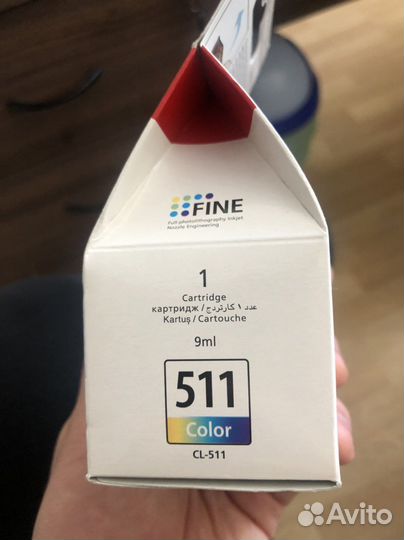 FINE
Full-photolithography Inkjet
Nozzle Engineering
1
Cartridge
картридж / عدد ١ كارتردج
Kartuş / Cartouche
9ml
511
Color
CL-511
Avito